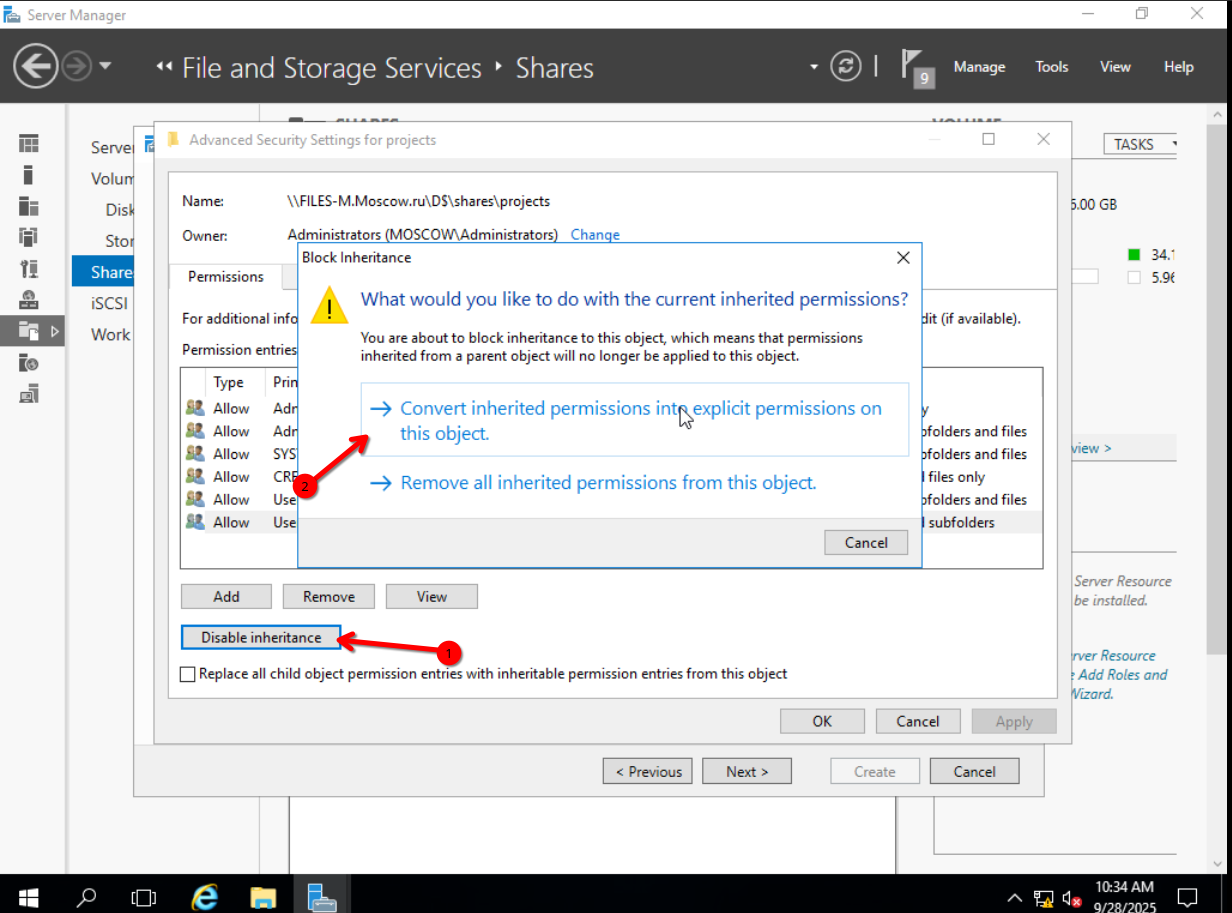 Server Manager
File and Storage Services
Shares
9
Manage
Tools
View
Help
SHARES
VOLUME
TASKS
Advanced Security Settings for projects
Name:
\\FILES-M.Moscow.ru\D$\shares\projects
Owner:
Administrators (MOSCOW\Administrators)
Change
Permissions
For additional info
dit (if available).
Permission entries
Type
Prin
Allow
Adr
y
Allow
Adr
bfolders and files
Allow
SYS
bfolders and files
Allow
CRE
files only
Allow
Use
bfolders and files
Allow
Use
subfolders
Block Inheritance
What would you like to do with the current inherited permissions?
You are about to block inheritance to this object, which means that permissions
inherited from a parent object will no longer be applied to this object.
Convert inherited permissions into explicit permissions on
this object.
2
Remove all inherited permissions from this object.
Cancel
Add
Remove
View
Disable inheritance
1
Replace all child object permission entries with inheritable permission entries from this object
OK
Cancel
Apply
< Previous
Next >
Create
Cancel
Server
Volum
Disk
Stor
Share
iSCSI
Work
5.00 GB
34.1
5.96
view >
Server Resource
be installed.
rver Resource
Add Roles and
Wizard.
10:34 AM
9/28/2025